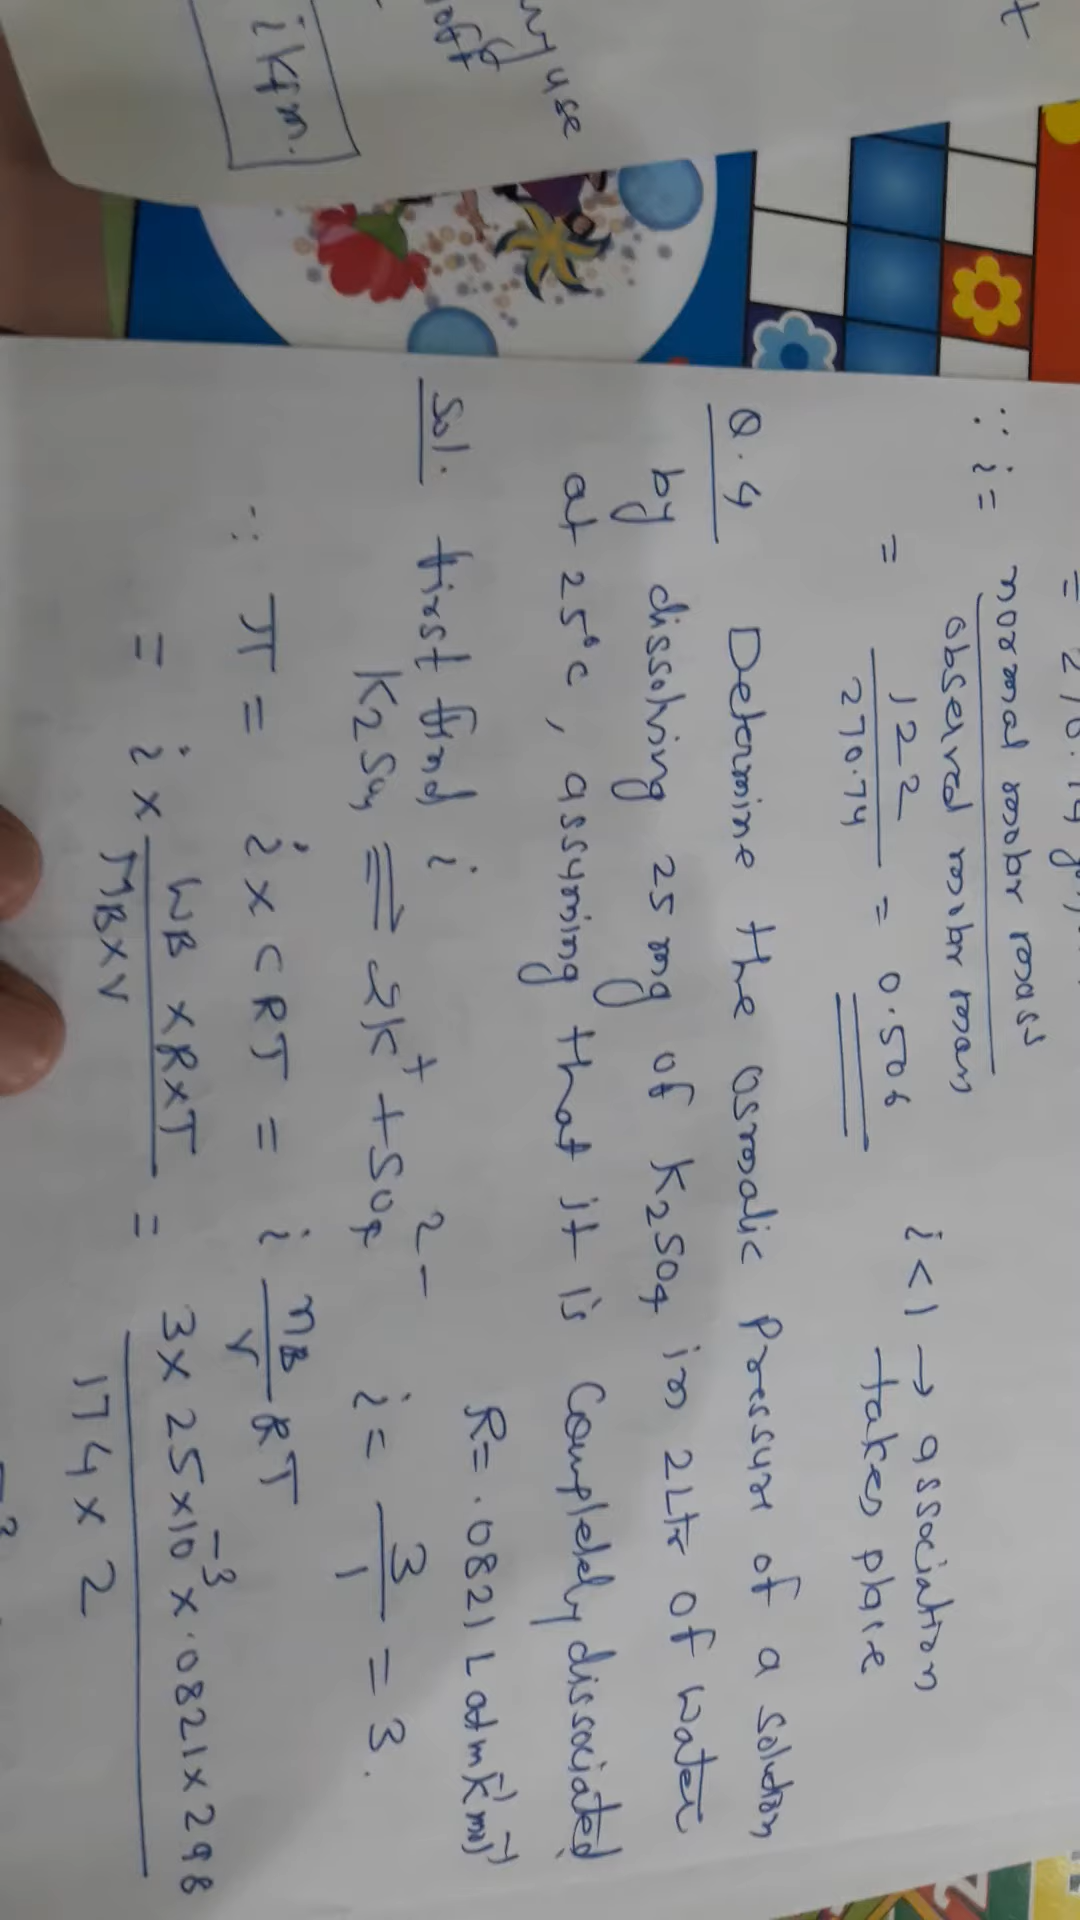 ∵ i = normal molar mass
observed molar mass
= 122
270.74
= 0.506
i < 1 → association
takes place
Q.4 Determine the osmotic pressure of a solution
by dissolving 25 mg of K2SO4 in 2Ltr of water
at 25°C, assuming that it is completely dissociated
R = .0821 L atm K⁻¹ mol⁻¹
Sol. first find i
K2SO4 ⇌ 2K⁺ + SO4²⁻ i = 3/1 = 3.
∵ π = i × CRT = i nB/V RT
= i × WB × R×T / MB×V = 3 × 25×10⁻³ × .0821 × 298 / 174 × 2
ikfm.
use